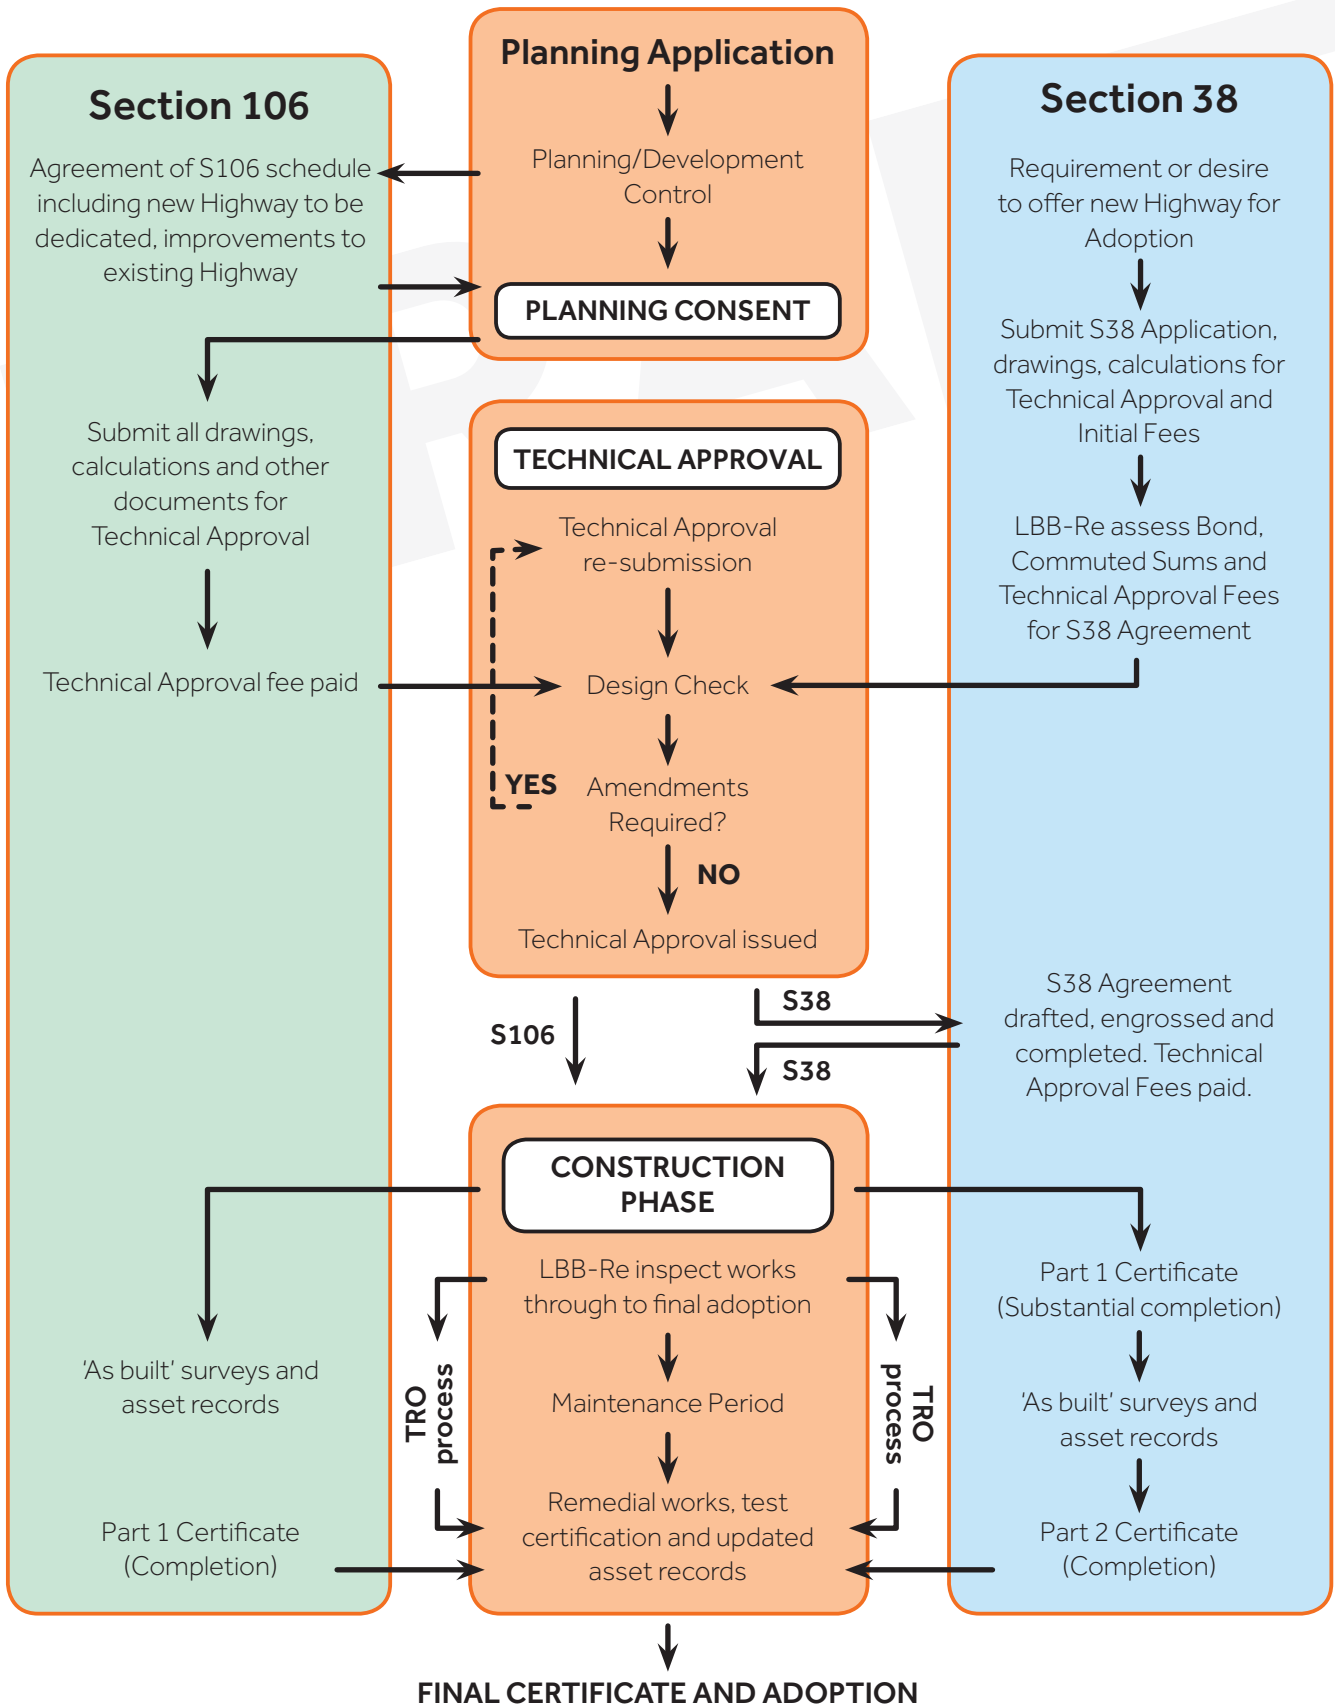 Planning Application
Planning/Development
Control
PLANNING CONSENT
Section 106
Agreement of S106 schedule
including new Highway to be
dedicated, improvements to
existing Highway
Submit all drawings,
calculations and other
documents for
Technical Approval
Technical Approval fee paid
Section 38
Requirement or desire
to offer new Highway for
Adoption
Submit S38 Application,
drawings, calculations for
Technical Approval and
Initial Fees
LBB-Re assess Bond,
Commuted Sums and
Technical Approval Fees
for S38 Agreement
TECHNICAL APPROVAL
Technical Approval
re-submission
Design Check
YES
Amendments
Required?
NO
Technical Approval issued
S106
S38
S38
S38 Agreement
drafted, engrossed and
completed. Technical
Approval Fees paid.
CONSTRUCTION
PHASE
LBB-Re inspect works
through to final adoption
TRO
process
Maintenance Period
TRO
process
Remedial works, test
certification and updated
asset records
'As built' surveys and
asset records
Part 1 Certificate
(Completion)
Part 1 Certificate
(Substantial completion)
'As built' surveys and
asset records
Part 2 Certificate
(Completion)
FINAL CERTIFICATE AND ADOPTION